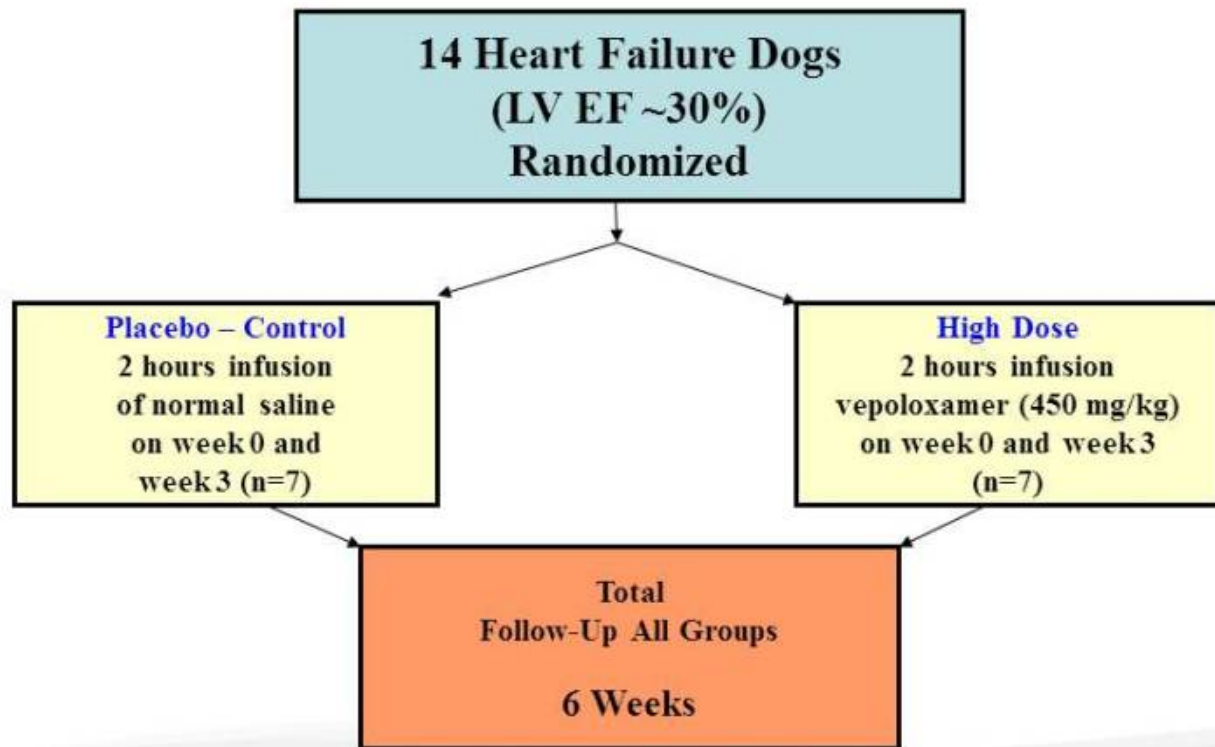 14 Heart Failure Dogs
(LV EF ~30%)
Randomized
Placebo – Control
2 hours infusion
of normal saline
on week 0 and
week 3 (n=7)
High Dose
2 hours infusion
vepoloxamer (450 mg/kg)
on week 0 and week 3
(n=7)
Total
Follow-Up All Groups
6 Weeks